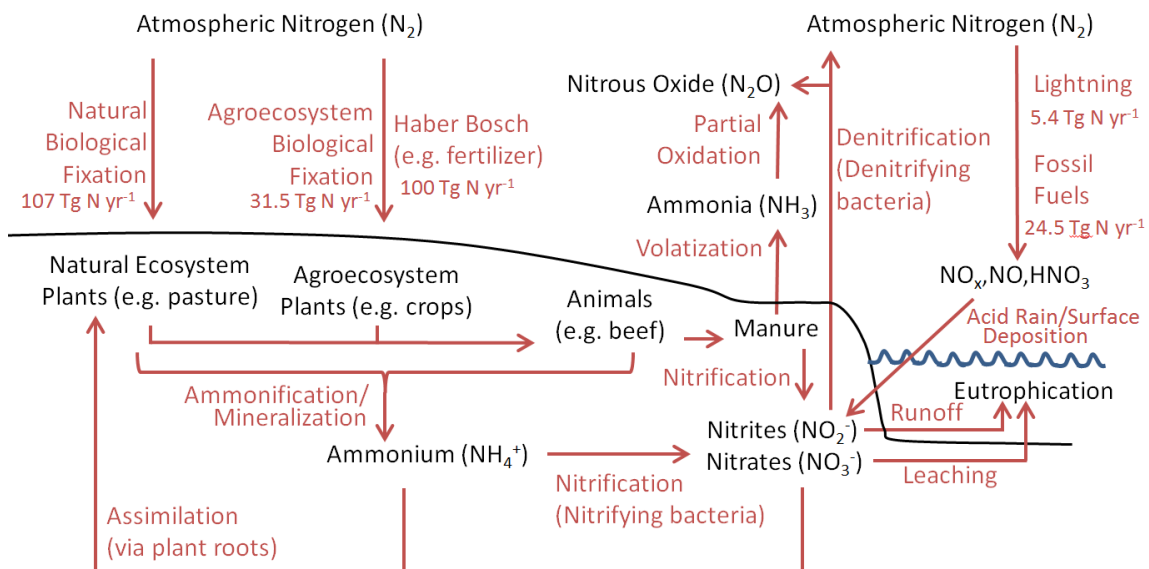 Atmospheric Nitrogen (N₂)
Atmospheric Nitrogen (N₂)
Natural
Biological
Fixation
107 Tg N yr⁻¹
Agroecosystem
Biological
Fixation
31.5 Tg N yr⁻¹
Haber Bosch
(e.g. fertilizer)
100 Tg N yr⁻¹
Nitrous Oxide (N₂O)
Partial
Oxidation
Ammonia (NH₃)
Volatization
Denitrification
(Denitrifying
bacteria)
Lightning
5.4 Tg N yr⁻¹
Fossil
Fuels
24.5 Tg N yr⁻¹
NOₓ,NO,HNO₃
Acid Rain/Surface
Deposition
Natural Ecosystem
Plants (e.g. pasture)
Agroecosystem
Plants (e.g. crops)
Animals
(e.g. beef)
Manure
Nitrification
Eutrophication
Ammonification/
Mineralization
Ammonium (NH₄⁺)
Nitrites (NO₂⁻)
Nitrates (NO₃⁻)
Runoff
Leaching
Nitrification
(Nitrifying bacteria)
Assimilation
(via plant roots)